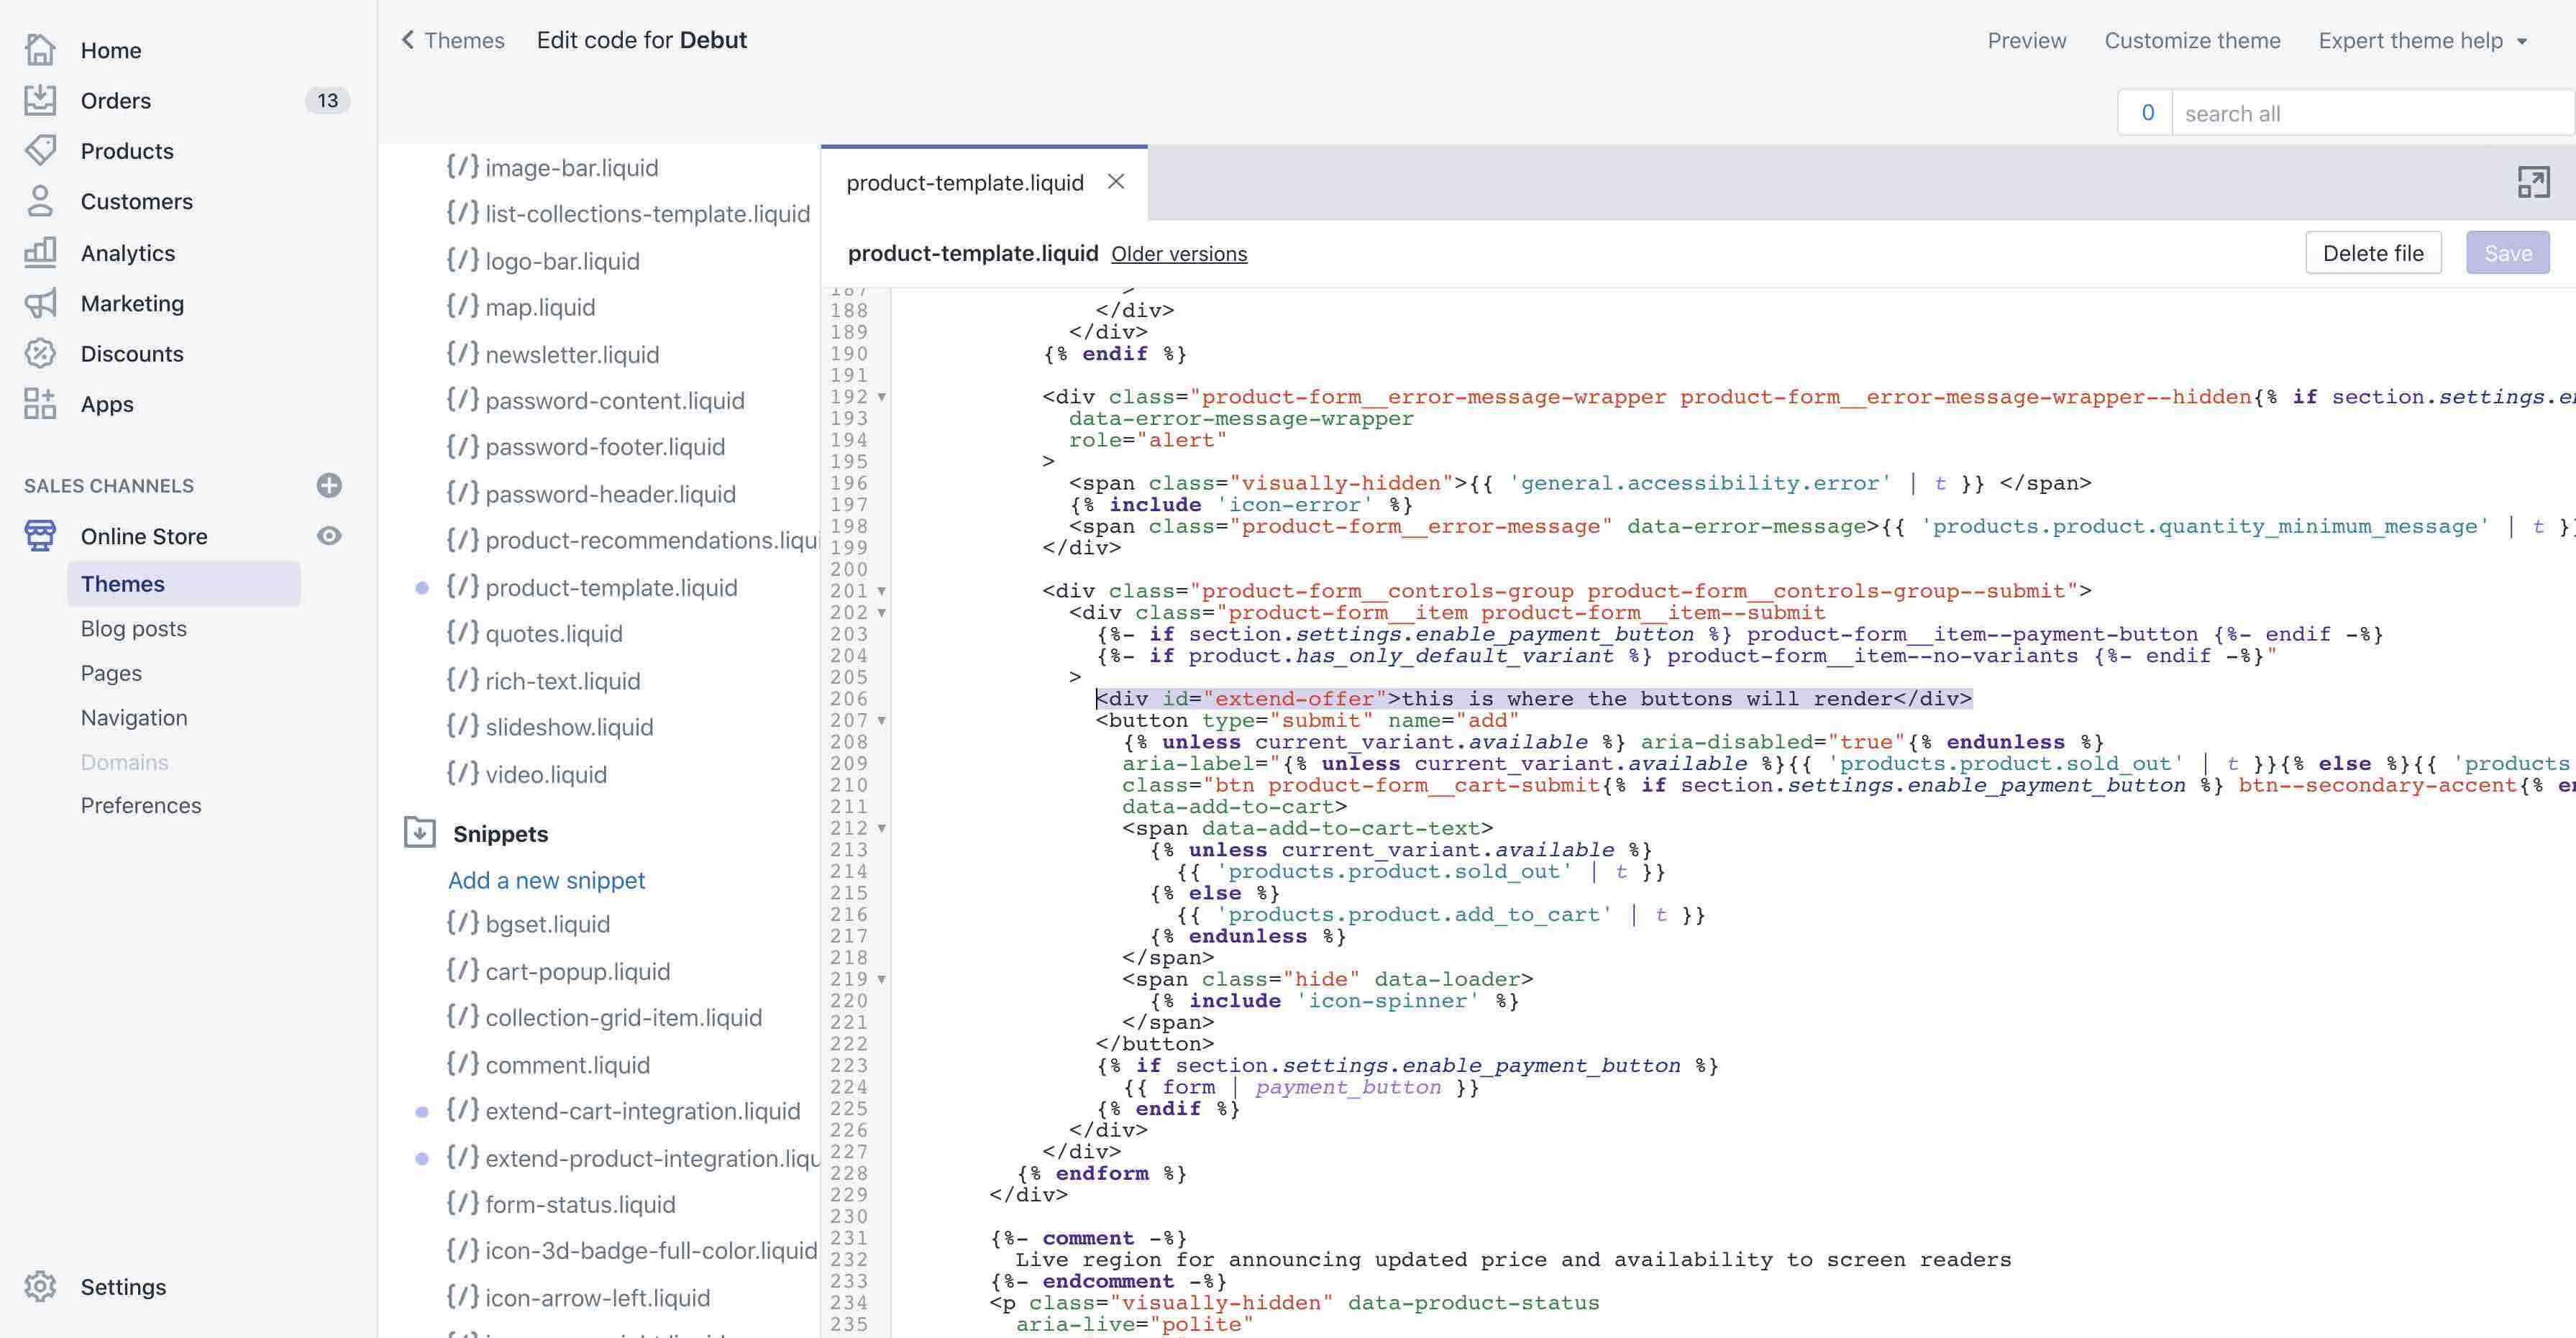 Home
Orders
13
Products
Customers
Analytics
Marketing
Discounts
Apps
SALES CHANNELS
Online Store
Themes
Blog posts
Pages
Navigation
Domains
Preferences
Settings
Themes
Edit code for Debut
Preview
Customize theme
Expert theme help
0
search all
{/} image-bar.liquid
{/} list-collections-template.liquid
{/} logo-bar.liquid
{/} map.liquid
{/} newsletter.liquid
{/} password-content.liquid
{/} password-footer.liquid
{/} password-header.liquid
{/} product-recommendations.liqui
{/} product-template.liquid
{/} quotes.liquid
{/} rich-text.liquid
{/} slideshow.liquid
{/} video.liquid
Snippets
Add a new snippet
{/} bgset.liquid
{/} cart-popup.liquid
{/} collection-grid-item.liquid
{/} comment.liquid
{/} extend-cart-integration.liquid
{/} extend-product-integration.liqu
{/} form-status.liquid
{/} icon-3d-badge-full-color.liquid
{/} icon-arrow-left.liquid
product-template.liquid
product-template.liquid Older versions
Delete file
Save
187 >
188 </div>
189 </div>
190 {% endif %}
191
192 <div class="product-form__error-message-wrapper product-form__error-message-wrapper--hidden{% if section.settings.e
193 data-error-message-wrapper
194 role="alert"
195 >
196 <span class="visually-hidden">{{ 'general.accessibility.error' | t }} </span>
197 {% include 'icon-error' %}
198 <span class="product-form__error-message" data-error-message>{{ 'products.product.quantity_minimum_message' | t }
199 </div>
200
201 <div class="product-form__controls-group product-form__controls-group--submit">
202 <div class="product-form__item product-form__item--submit
203 {%- if section.settings.enable_payment_button %} product-form__item--payment-button {%- endif -%}
204 {%- if product.has_only_default_variant %} product-form__item--no-variants {%- endif -%}"
205 >
206 <div id="extend-offer">this is where the buttons will render</div>
207 <button type="submit" name="add"
208 {% unless current_variant.available %} aria-disabled="true"{% endunless %}
209 aria-label="{% unless current_variant.available %}{{ 'products.product.sold_out' | t }}{% else %}{{ 'products
210 class="btn product-form__cart-submit{% if section.settings.enable_payment_button %} btn--secondary-accent{% e
211 data-add-to-cart>
212 <span data-add-to-cart-text>
213 {% unless current_variant.available %}
214 {{ 'products.product.sold_out' | t }}
215 {% else %}
216 {{ 'products.product.add_to_cart' | t }}
217 {% endunless %}
218 </span>
219 <span class="hide" data-loader>
220 {% include 'icon-spinner' %}
221 </span>
222 </button>
223 {% if section.settings.enable_payment_button %}
224 {{ form | payment_button }}
225 {% endif %}
226 </div>
227 </div>
228 {% endform %}
229 </div>
230
231 {%- comment -%}
232 Live region for announcing updated price and availability to screen readers
233 {%- endcomment -%}
234 <p class="visually-hidden" data-product-status
235 aria-live="polite"